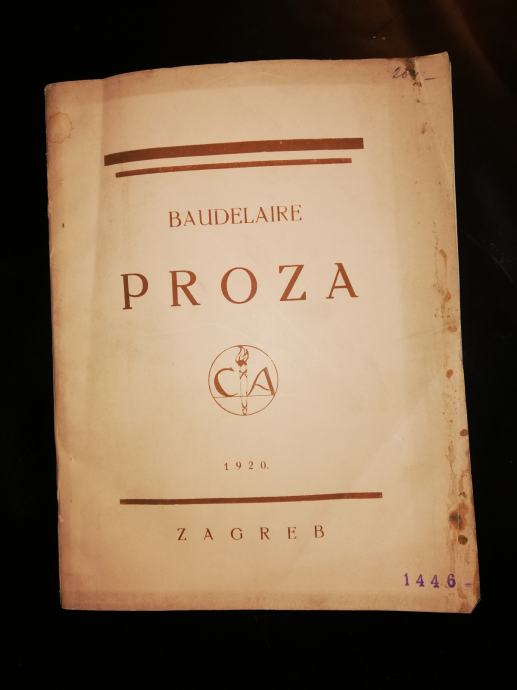 BAUDELAIRE
PROZA
CA
1920.
ZAGREB
1446-